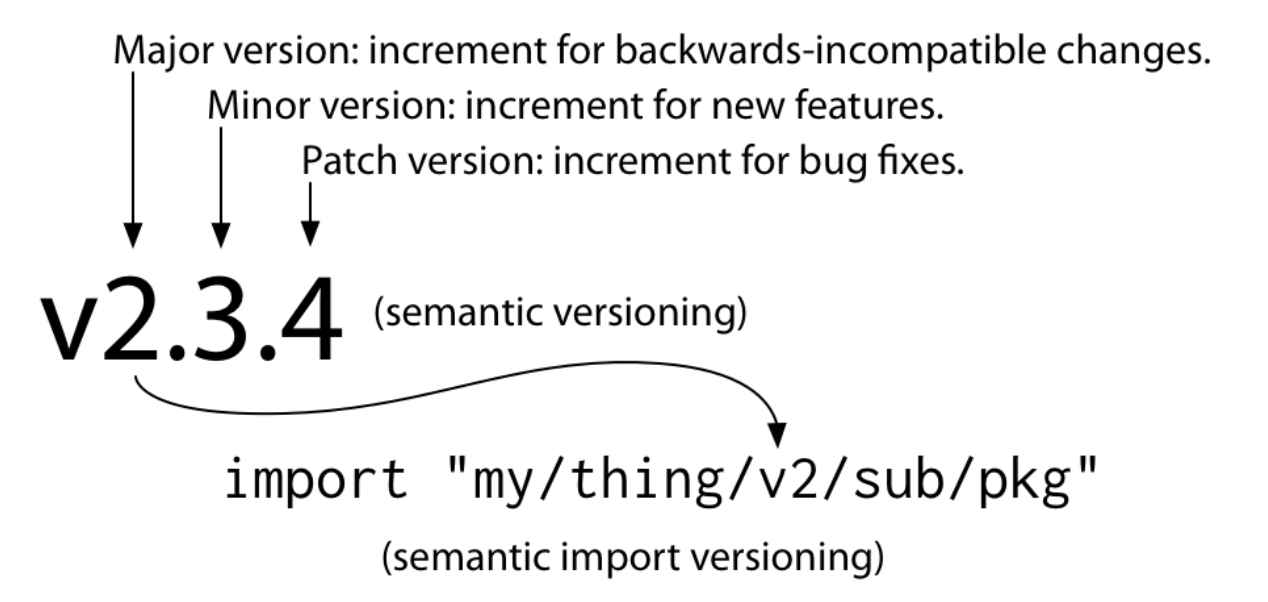 Major version: increment for backwards-incompatible changes.
Minor version: increment for new features.
Patch version: increment for bug fixes.
v2.3.4 (semantic versioning)
import "my/thing/v2/sub/pkg"
(semantic import versioning)